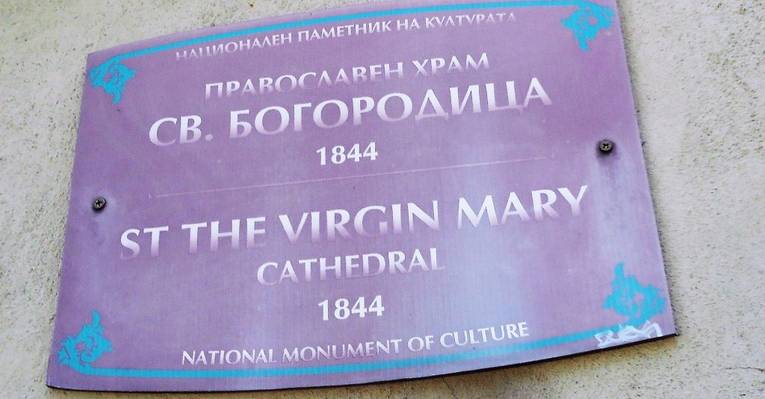 НАЦИОНАЛЕН ПАМЕТНИК НА КУЛТУРАТА
ПРАВОСЛАВЕН ХРАМ
СВ. БОГОРОДИЦА
1844
ST THE VIRGIN MARY
CATHEDRAL
1844
NATIONAL MONUMENT OF CULTURE